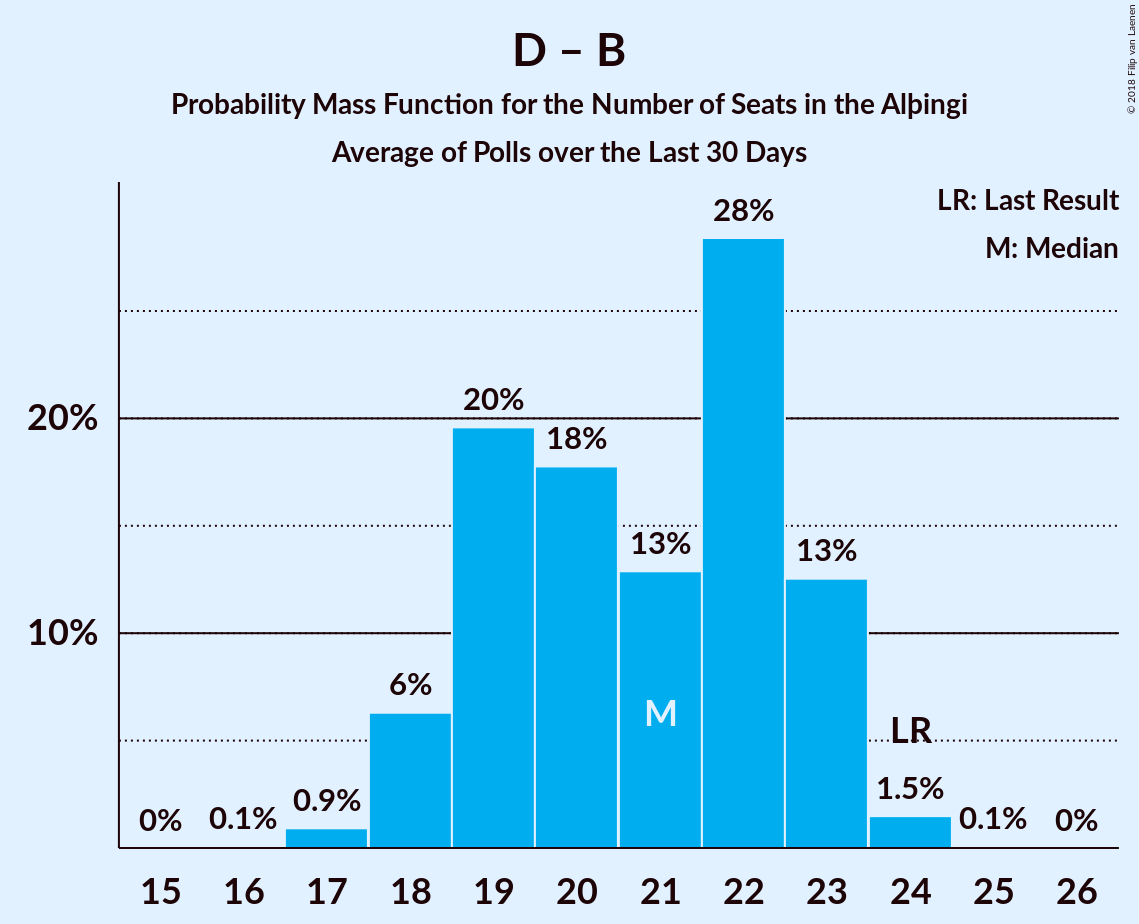 D – B
Probability Mass Function for the Number of Seats in the Alþingi
Average of Polls over the Last 30 Days
© 2018 Filip van Laenen
LR: Last Result
M: Median
28%
20%
20%
18%
13%
13%
10%
6%
M
LR
0%
0.1%
0.9%
1.5%
0.1%
0%
15 16 17 18 19 20 21 22 23 24 25 26